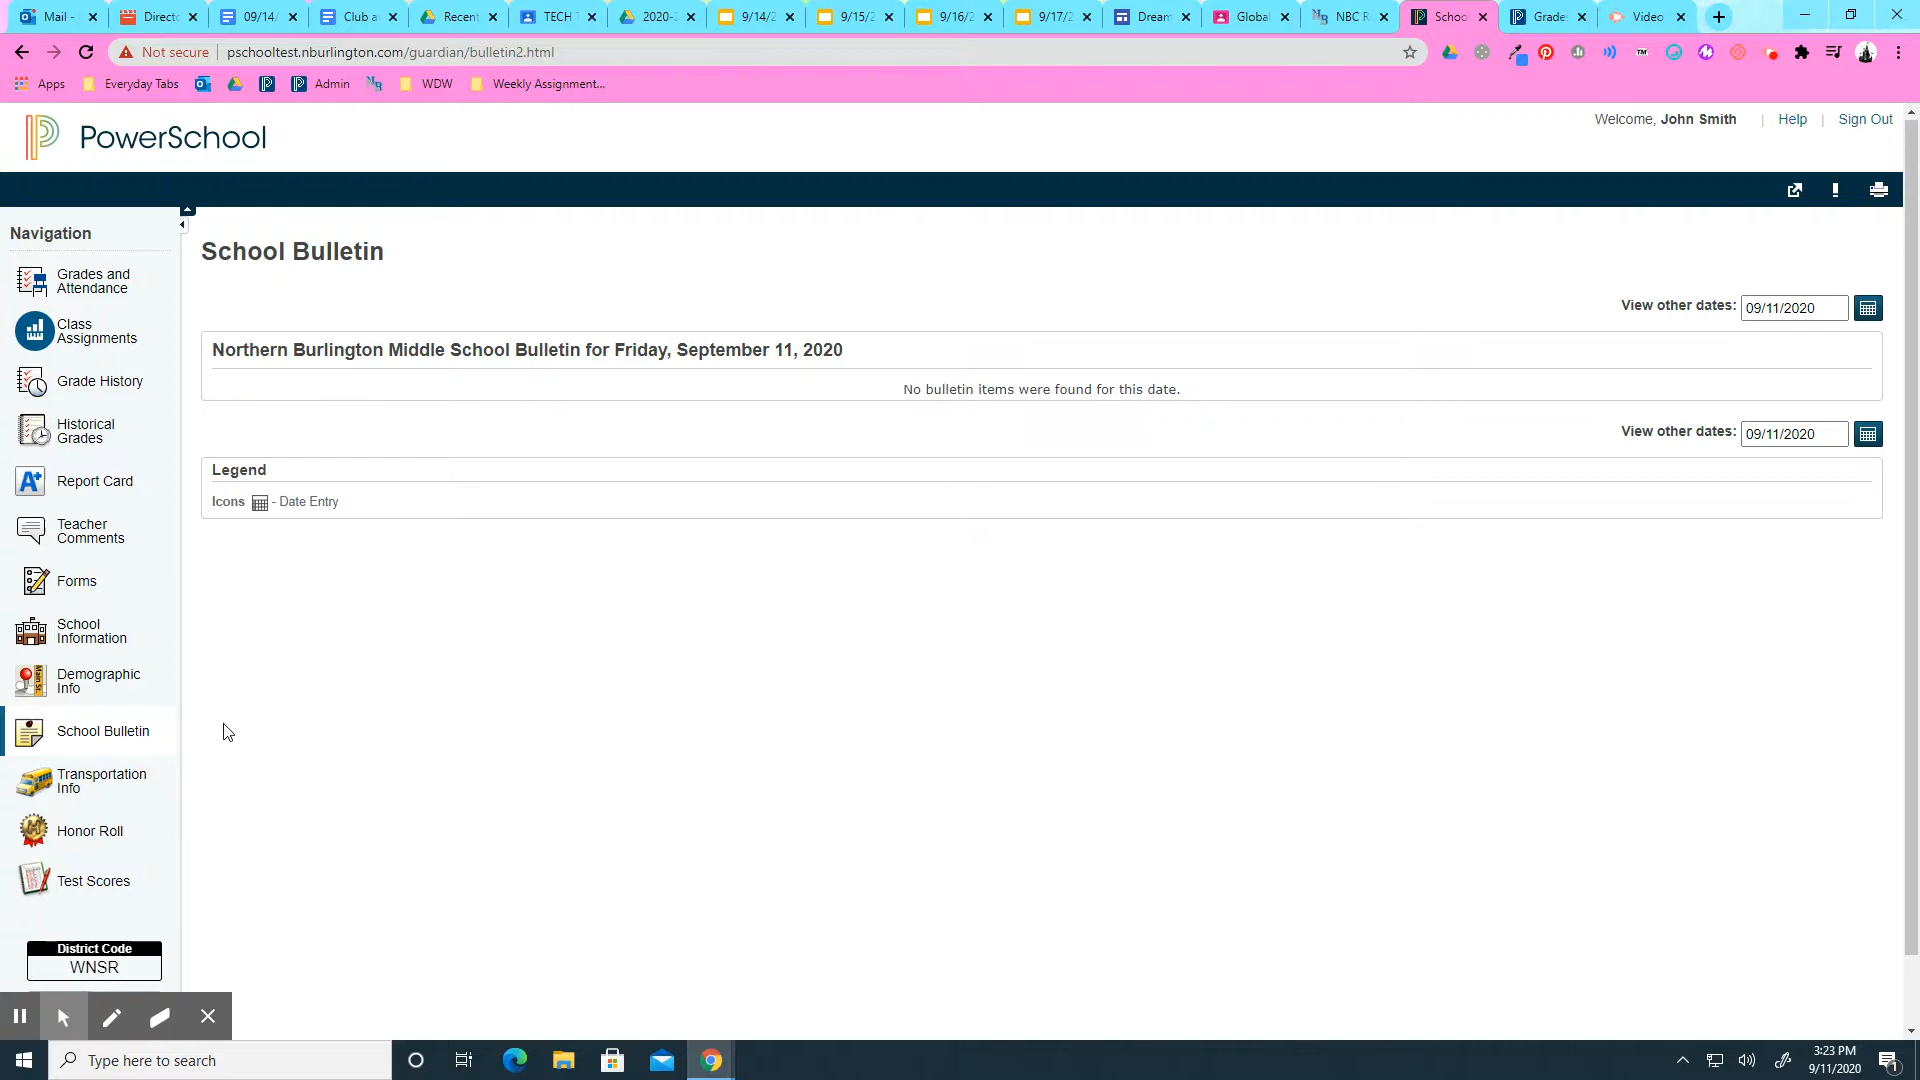 Mail -
Direct
09/14/
Club a
Recent
TECH T
2020-
9/14/2
9/15/2
9/16/2
9/17/2
Dream
Global
NBC R
Schoo
Grade
Video
Not secure
pschooltest.nburlington.com/guardian/bulletin2.html
Apps
Everyday Tabs
Admin
WDW
Weekly Assignment...
PowerSchool
Welcome, John Smith | Help | Sign Out
Navigation
Grades and
Attendance
Class
Assignments
Grade History
Historical
Grades
Report Card
Teacher
Comments
Forms
School
Information
Demographic
Info
School Bulletin
Transportation
Info
Honor Roll
Test Scores
District Code
WNSR
School Bulletin
View other dates: 09/11/2020
Northern Burlington Middle School Bulletin for Friday, September 11, 2020
No bulletin items were found for this date.
View other dates: 09/11/2020
Legend
Icons - Date Entry
Type here to search
3:23 PM
9/11/2020
1